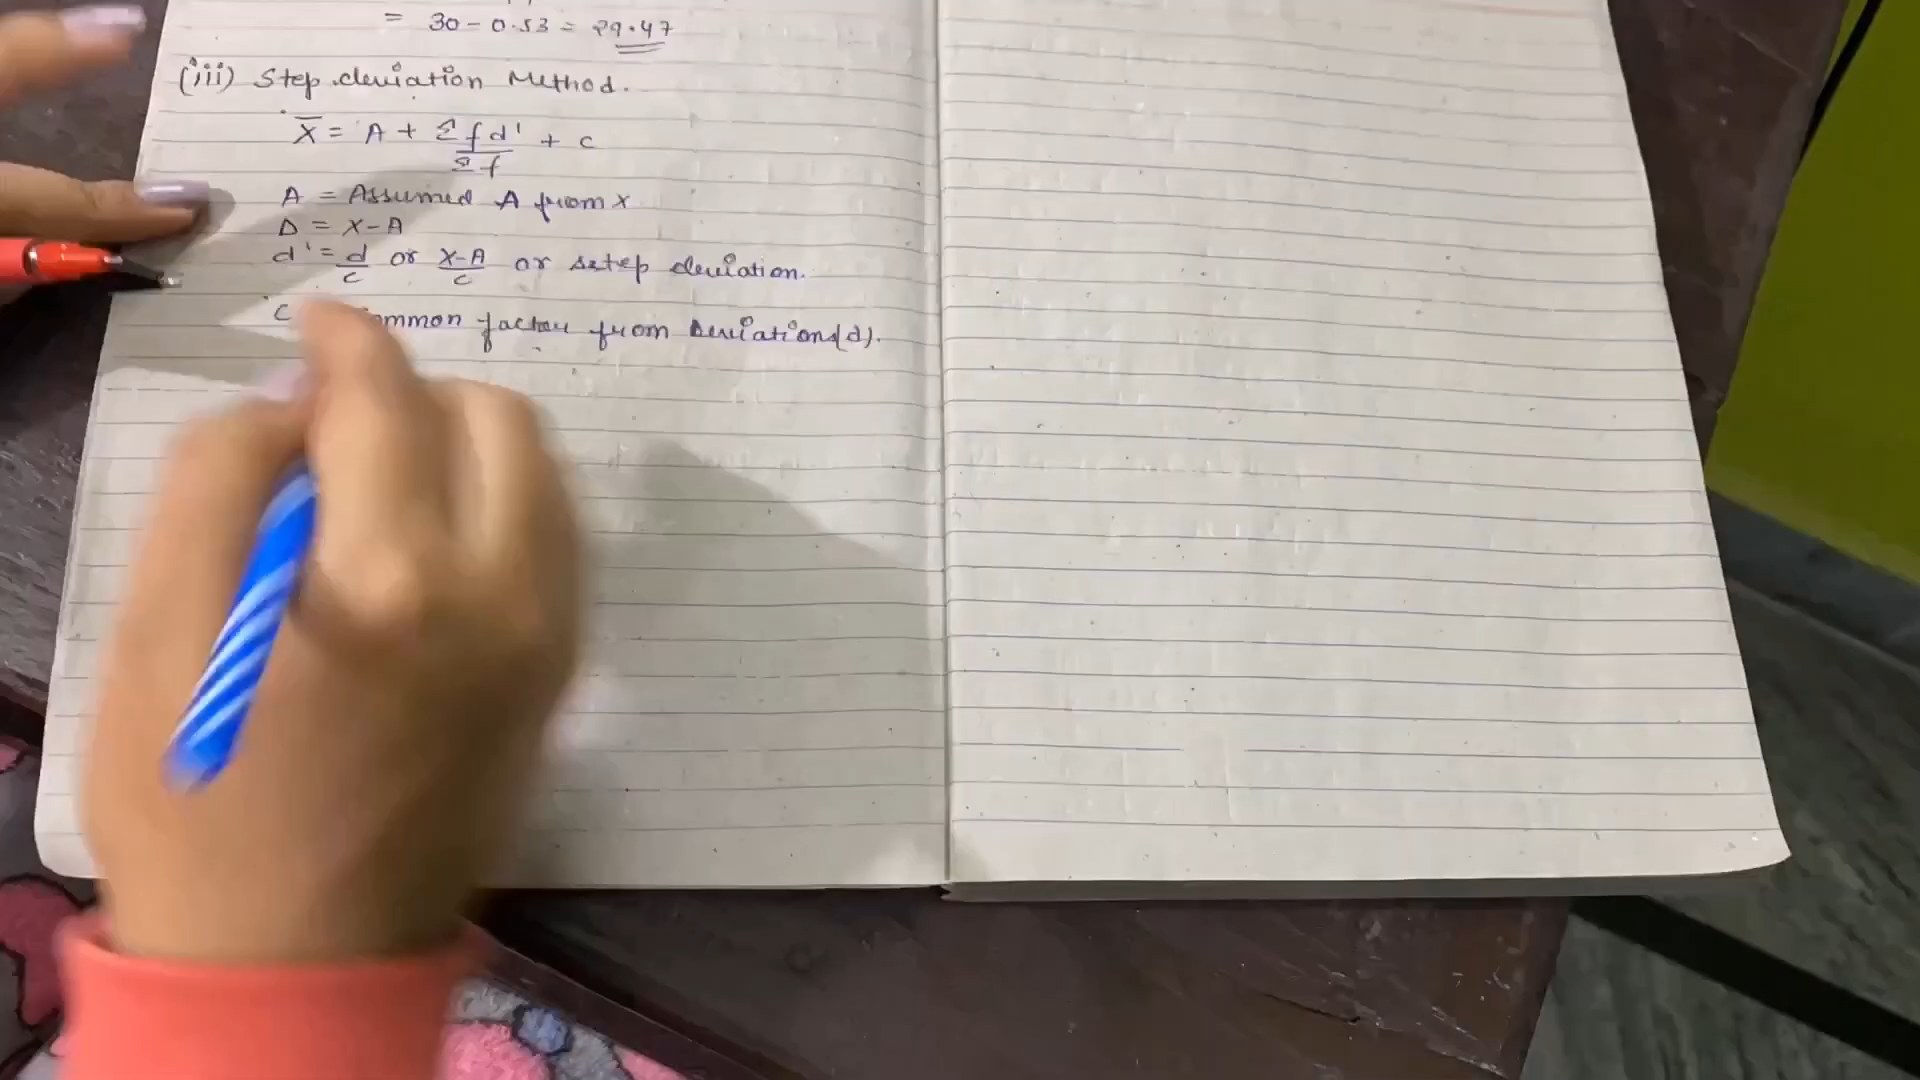 = 30 - 0.53 = 29.47
(iii) Step deviation Method.
X̄ = A + Σfd' / Σf + c
A = Assumed A from x
D = X-A
d' = d/c or X-A/c or sstep deviation.
C factor from Deviations(d).